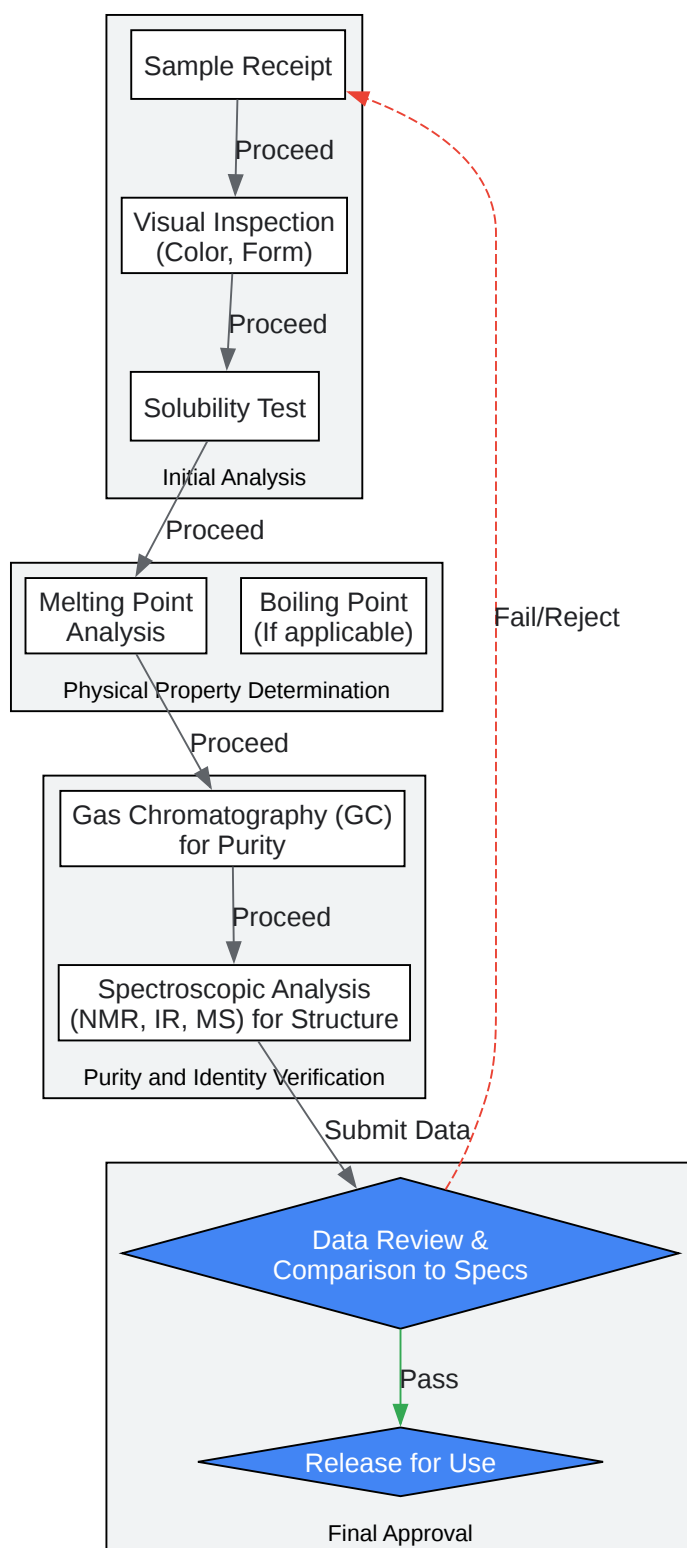 Sample Receipt
Proceed
Visual Inspection
(Color, Form)
Proceed
Solubility Test
Initial Analysis
Proceed
Melting Point
Analysis
Boiling Point
(If applicable)
Fail/Reject
Physical Property Determination
Proceed
Gas Chromatography (GC)
for Purity
Proceed
Spectroscopic Analysis
(NMR, IR, MS) for Structure
Purity and Identity Verification
Submit Data
Data Review &
Comparison to Specs
Pass
Release for Use
Final Approval